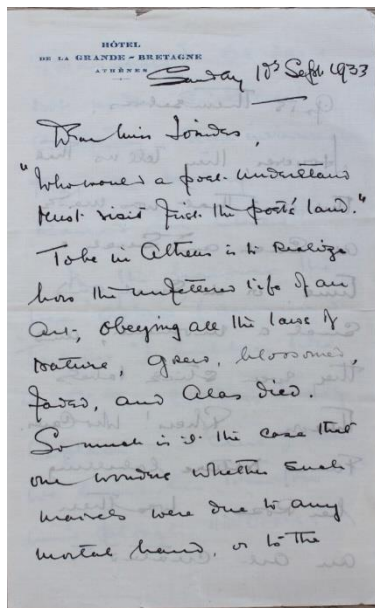 HÔTEL
DE LA GRANDE-BRETAGNE
ATHÈNES
Sunday Sept 1933
Dear Miss
"Who would a poet understand
Must visit first the poet's land."
To be in Athens is to realize
how the unfettered life of an
Art, obeying all the laws of
Nature, grew, blossomed,
faded, and Alas died.
So much is it the case that
one wonders whether such
marvels were due to any
mortal hand, or to the